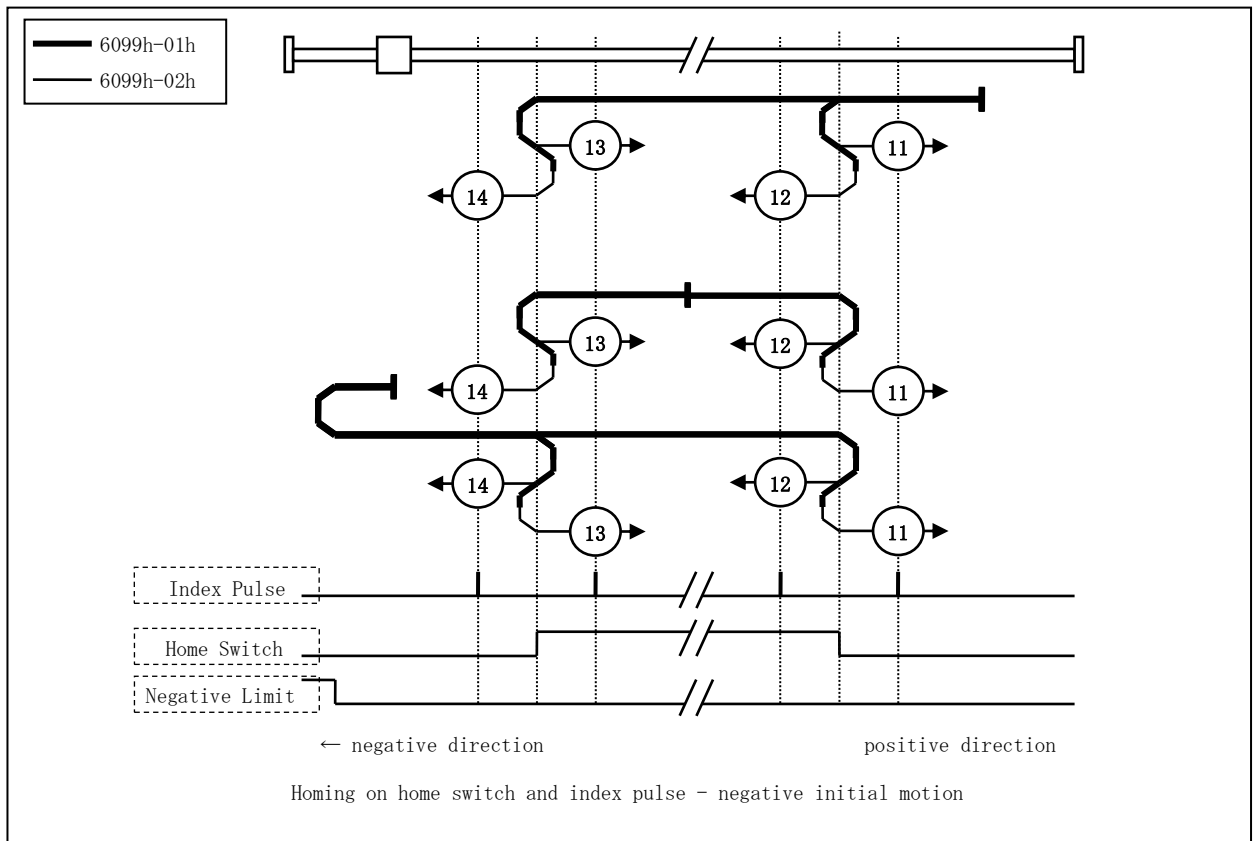 6099h-01h
6099h-02h
13
11
14
12
13
12
14
11
14
12
13
11
Index Pulse
Home Switch
Negative Limit
← negative direction
positive direction
Homing on home switch and index pulse - negative initial motion